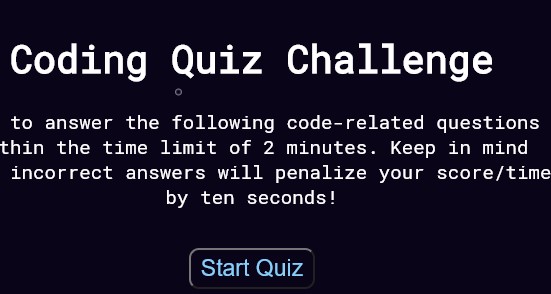 Coding Quiz Challenge
to answer the following code-related questions
thin the time limit of 2 minutes. Keep in mind
incorrect answers will penalize your score/time
by ten seconds!
Start Quiz